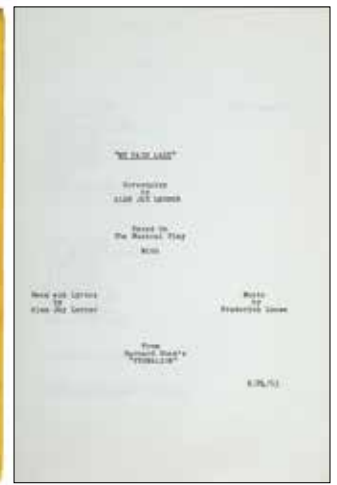 "MY FAIR LADY"
Screenplay
by
ALAN JAY LERNER
Based On
The Musical Play
With
Book and Lyrics
by
Alan Jay Lerner
Music
by
Frederick Loewe
From
Bernard Shaw's
"PYGMALION"